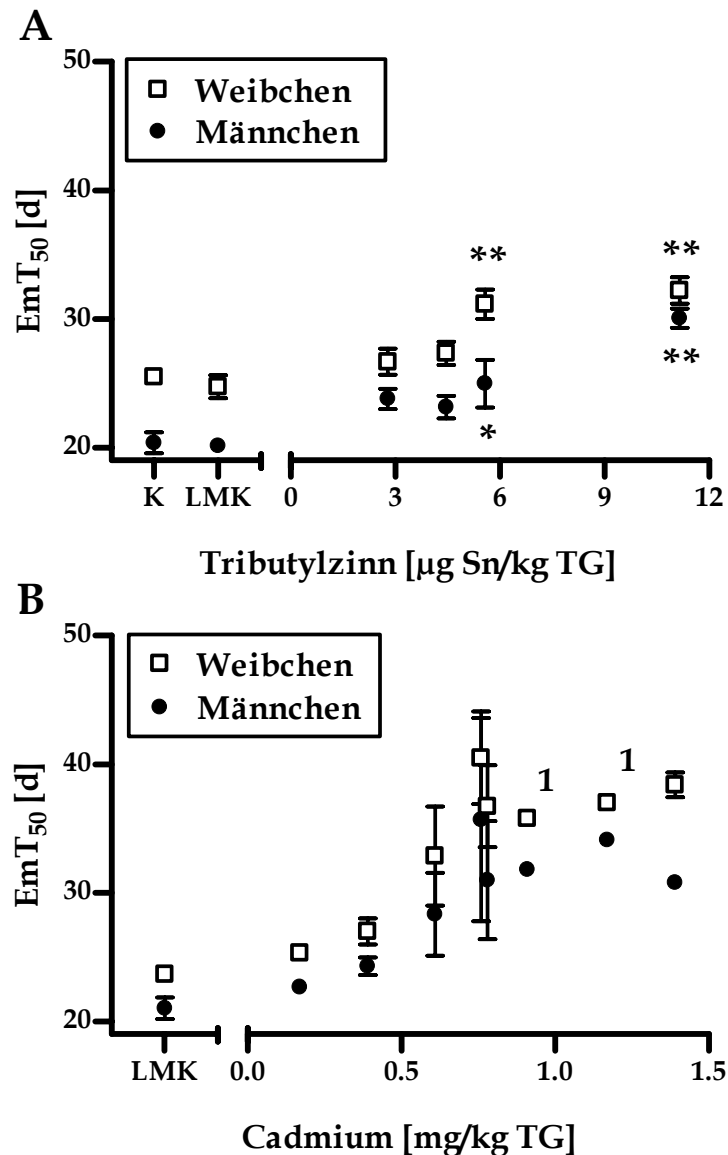 A
50
40
30
20
EmT50 [d]
Weibchen
Männchen
** **
* **
K LMK 0 3 6 9 12
Tributylzinn [µg Sn/kg TG]
B
50
40
30
20
EmT50 [d]
Weibchen
Männchen
1 1
LMK 0.0 0.5 1.0 1.5
Cadmium [mg/kg TG]